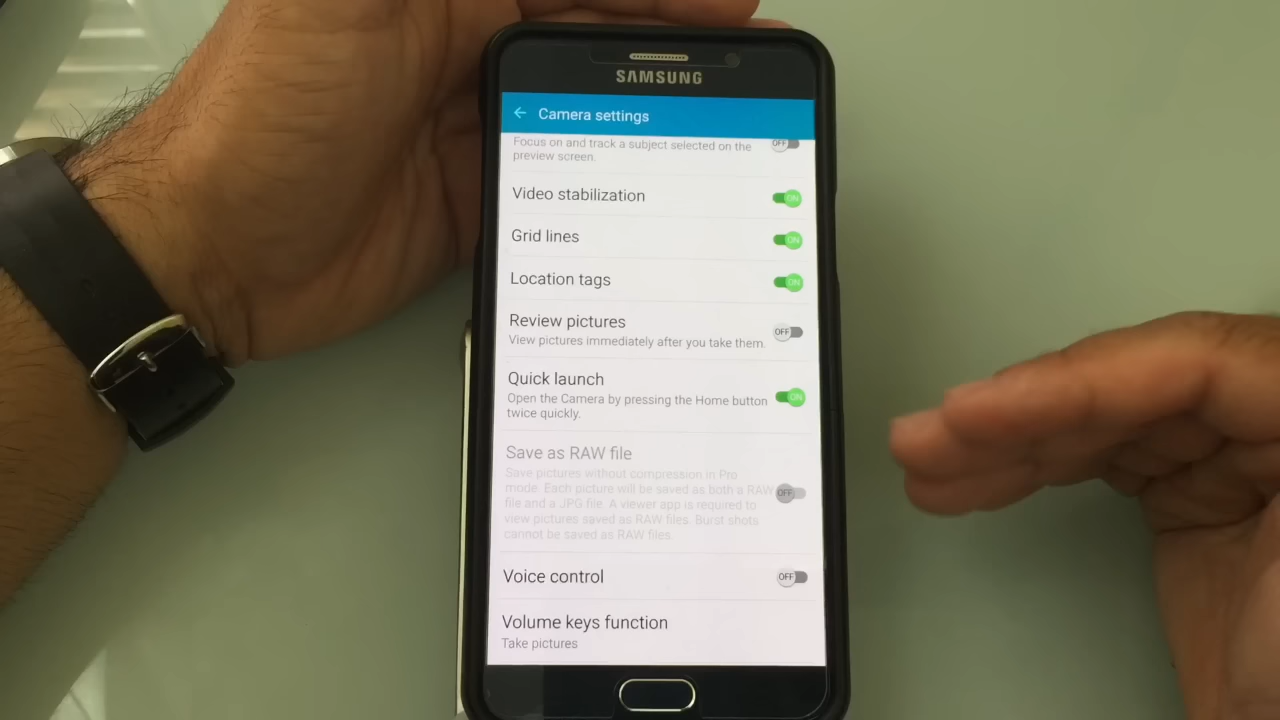 SAMSUNG
Camera settings
Focus on and track a subject selected on the
preview screen.
OFF
Video stabilization
ON
Grid lines
ON
Location tags
ON
Review pictures
View pictures immediately after you take them.
OFF
Quick launch
Open the Camera by pressing the Home button
twice quickly.
ON
Save as RAW file
Save pictures without compression in Pro
mode. Each picture will be saved as both a RAW
file and a JPG file. A viewer app is required to
view pictures saved as RAW files. Burst shots
cannot be saved as RAW files.
OFF
Voice control
OFF
Volume keys function
Take pictures